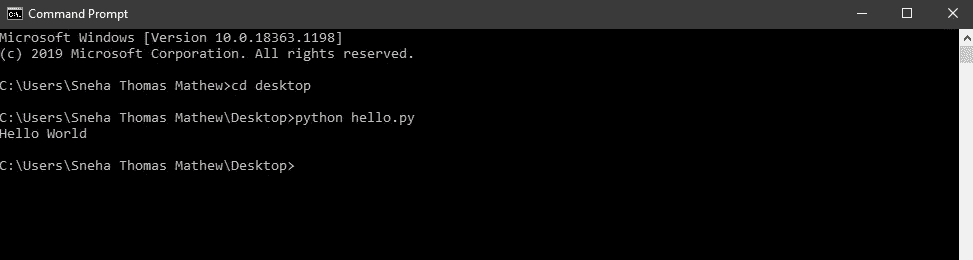 Command Prompt
Microsoft Windows [Version 10.0.18363.1198]
(c) 2019 Microsoft Corporation. All rights reserved.
C:\Users\Sneha Thomas Mathew>cd desktop
C:\Users\Sneha Thomas Mathew\Desktop>python hello.py
Hello World
C:\Users\Sneha Thomas Mathew\Desktop>